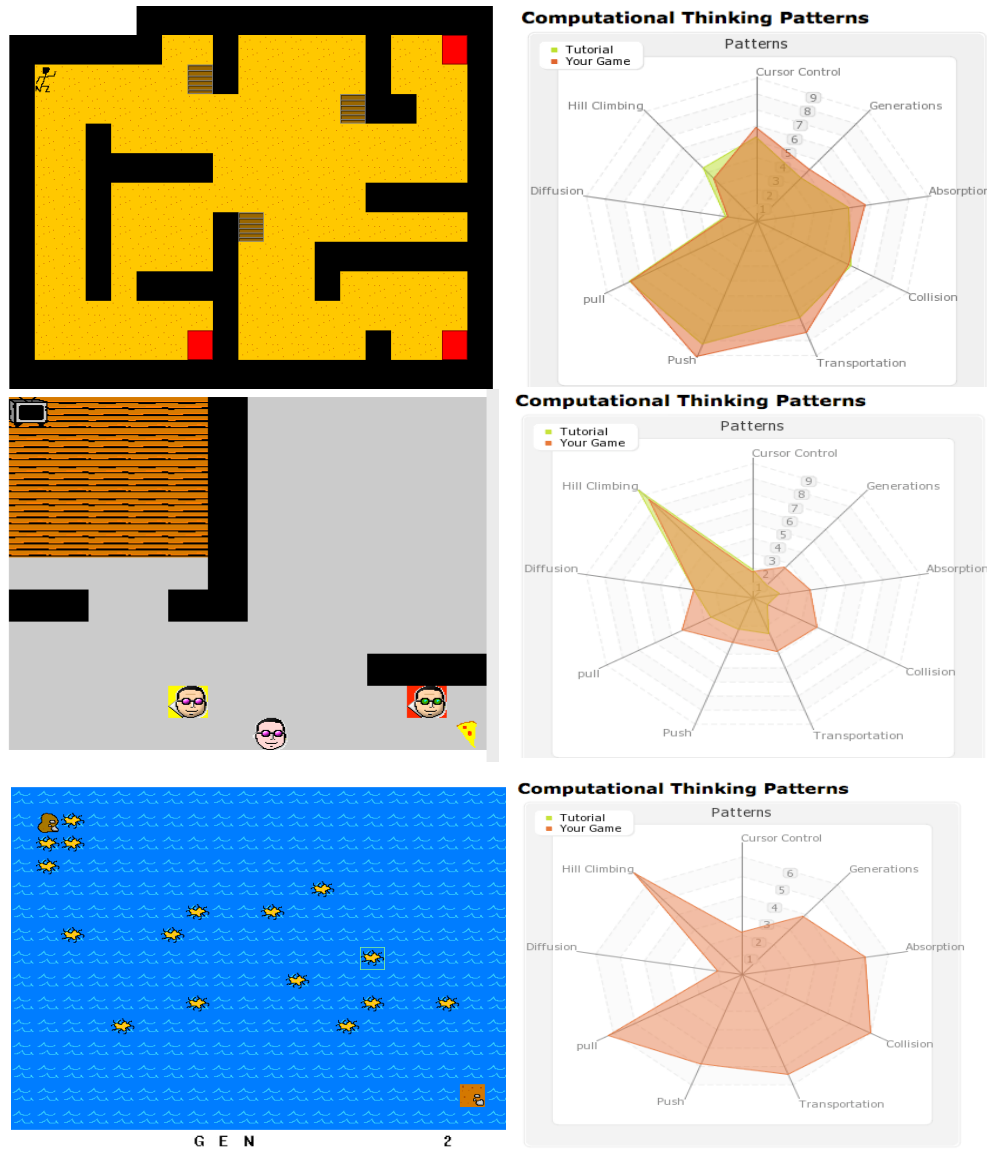 Computational Thinking Patterns
Patterns
Tutorial
Your Game
Cursor Control
Hill Climbing
Generations
9
8
7
6
5
4
3
2
1
Diffusion
Absorption
pull
Collision
Push
Transportation
Computational Thinking Patterns
Patterns
Tutorial
Your Game
Cursor Control
Hill Climbing
Generations
9
8
7
6
5
4
3
2
1
Diffusion
Absorption
pull
Collision
Push
Transportation
Computational Thinking Patterns
Patterns
Tutorial
Your Game
Cursor Control
Hill Climbing
Generations
6
5
4
3
2
1
Diffusion
Absorption
pull
Collision
Push
Transportation
G E N 2